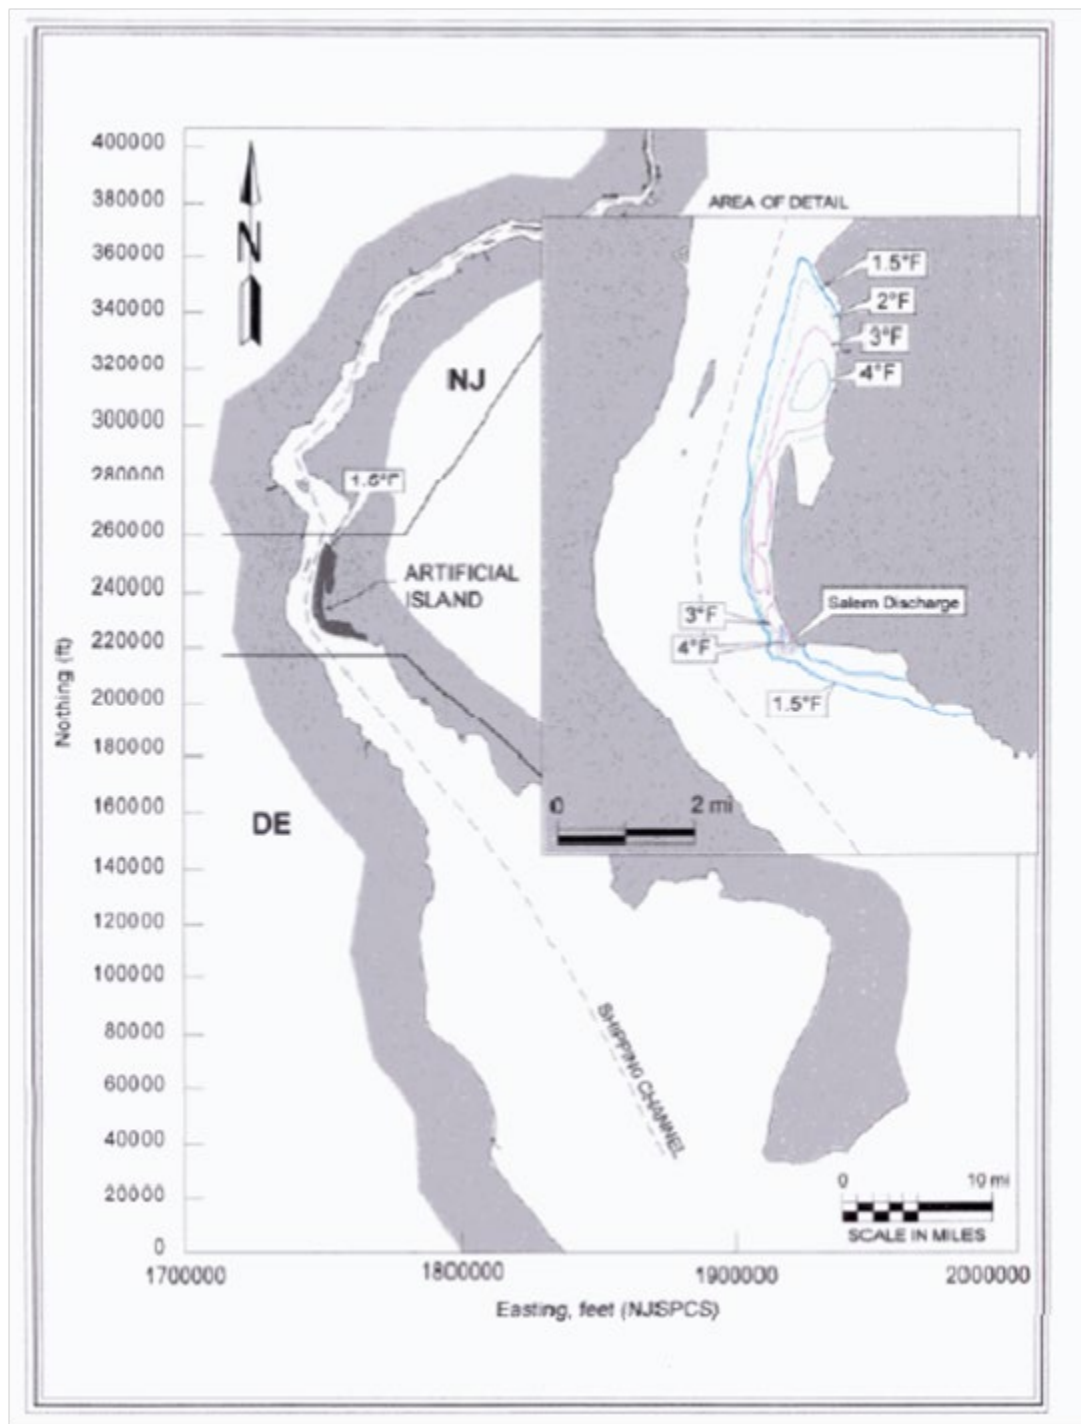 400000
380000
360000
340000
320000
300000
280000
260000
240000
220000
200000
180000
160000
140000
120000
100000
80000
60000
40000
20000
0
Nothing (ft)
N
AREA OF DETAIL
1.5°F
2°F
3°F
4°F
NJ
1.5°F
ARTIFICIAL
ISLAND
Salem Discharge
3°F
4°F
1.5°F
0 2 mi
DE
SHIPPING CHANNEL
0 10 mi
SCALE IN MILES
1700000 1800000 1900000 2000000
Easting, feet (NJSPCS)